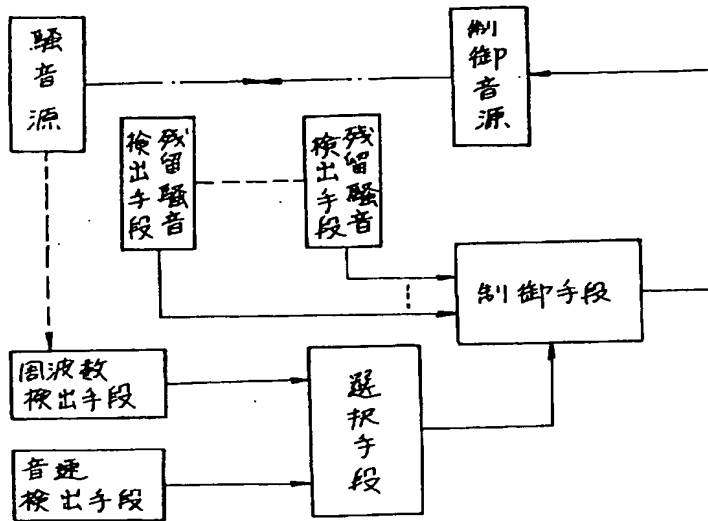 騒音源
制御音源
残留騒音
検出手段
残留騒音
検出手段
制御手段
周波数
検出手段
選択手段
音速
検出手段